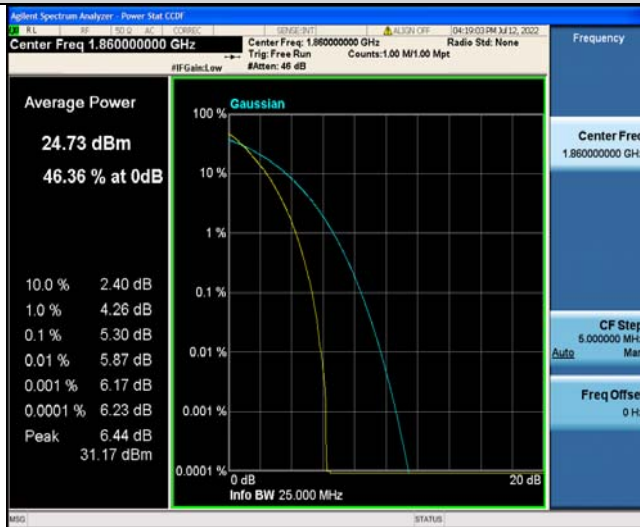 Agilent Spectrum Analyzer - Power Stat CCDF
RL RF 50 Ω AC CORREC SENSE:INT ALIGN OFF 04:19:03 PM Jul 12, 2022
Center Freq 1.860000000 GHz
Center Freq: 1.860000000 GHz Radio Std: None
Trig: Free Run Counts:1.00 M/1.00 Mpt
#IFGain:Low #Atten: 46 dB
Frequency
Average Power
24.73 dBm
46.36 % at 0dB
10.0 % 2.40 dB
1.0 % 4.26 dB
0.1 % 5.30 dB
0.01 % 5.87 dB
0.001 % 6.17 dB
0.0001 % 6.23 dB
Peak 6.44 dB
31.17 dBm
Gaussian
100 %
10 %
1 %
0.1 %
0.01 %
0.001 %
0.0001 %
0 dB 20 dB
Info BW 25.000 MHz
Center Fre
1.860000000 GH
CF Step
5.000000 MH
Auto Ma
Freq Offse
0 H
MSG STATUS